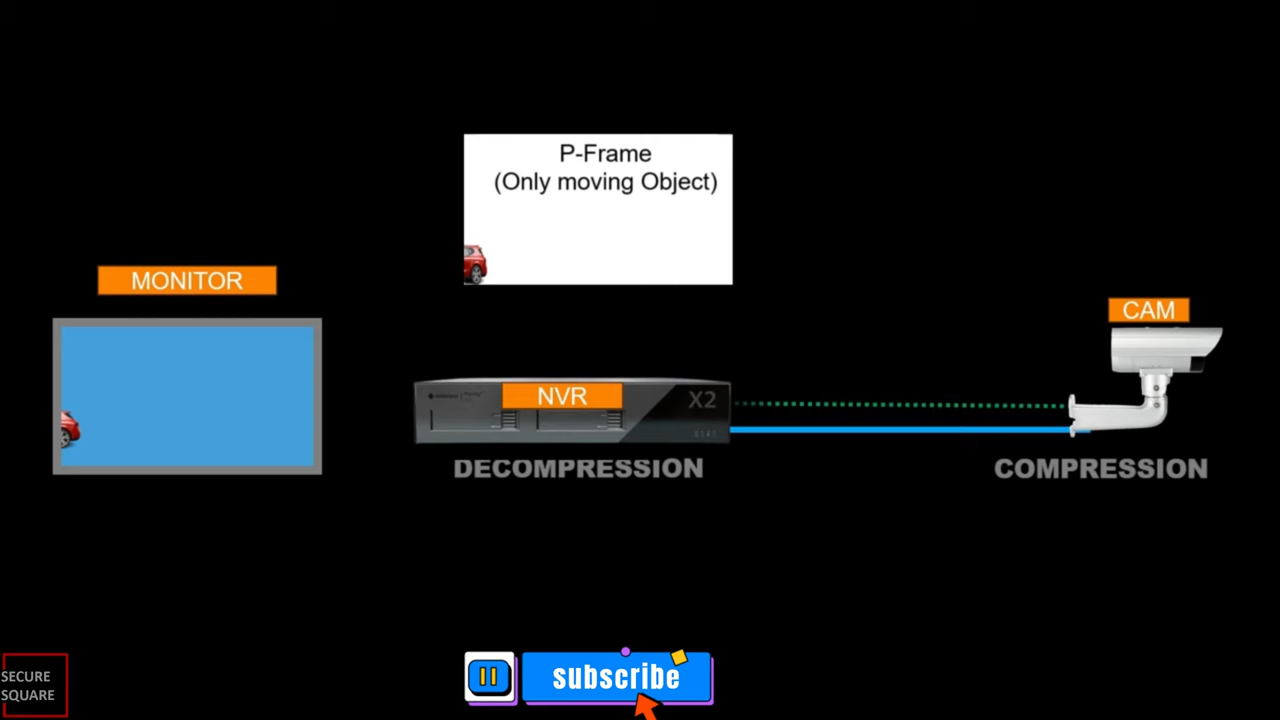 P-Frame
(Only moving Object)
MONITOR
CAM
NVR
X2
DECOMPRESSION
COMPRESSION
subscribe
SECURE
SQUARE